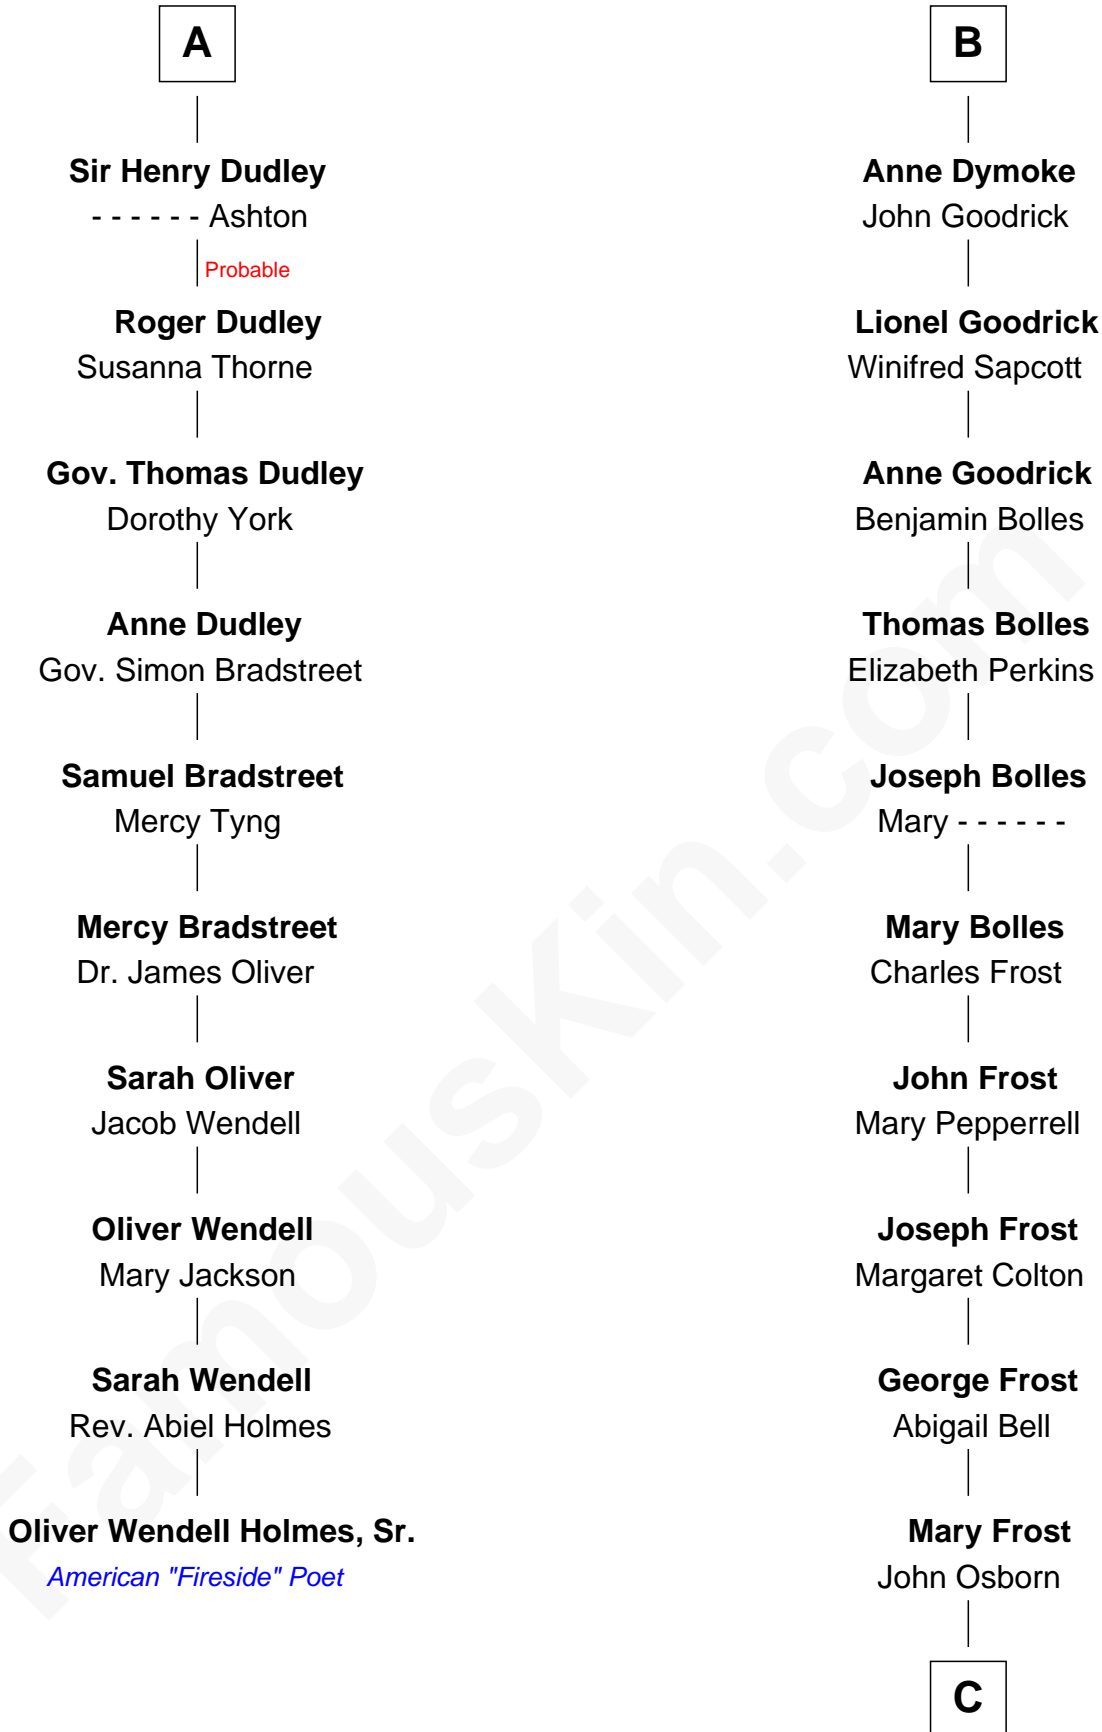 A
Sir Henry Dudley
- - - - - - Ashton
Probable
Roger Dudley
Susanna Thorne
Gov. Thomas Dudley
Dorothy York
Anne Dudley
Gov. Simon Bradstreet
Samuel Bradstreet
Mercy Tyng
Mercy Bradstreet
Dr. James Oliver
Sarah Oliver
Jacob Wendell
Oliver Wendell
Mary Jackson
Sarah Wendell
Rev. Abiel Holmes
Oliver Wendell Holmes, Sr.
American "Fireside" Poet
B
Anne Dymoke
John Goodrick
Lionel Goodrick
Winifred Sapcott
Anne Goodrick
Benjamin Bolles
Thomas Bolles
Elizabeth Perkins
Joseph Bolles
Mary - - - - - -
Mary Bolles
Charles Frost
John Frost
Mary Pepperrell
Joseph Frost
Margaret Colton
George Frost
Abigail Bell
Mary Frost
John Osborn
C
FamousKin.com